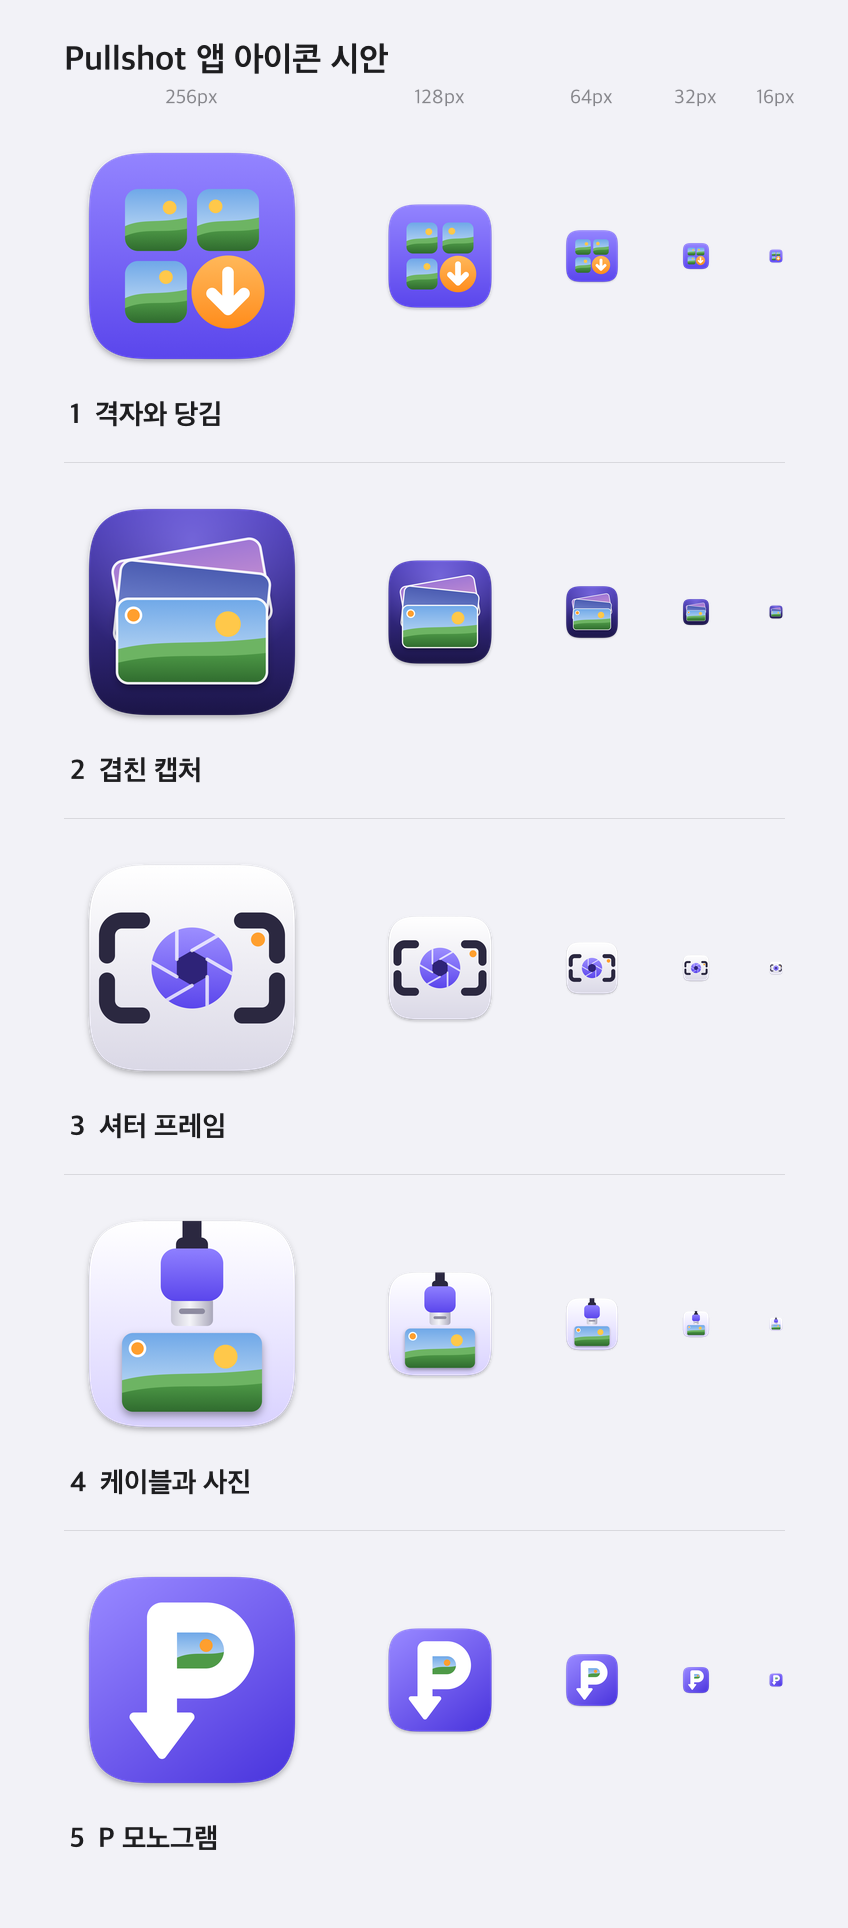 Pullshot 앱 아이콘 시안
256px 128px 64px 32px 16px
1 격자와 당김
2 겹친 캡처
3 셔터 프레임
4 케이블과 사진
P
5 P 모노그램